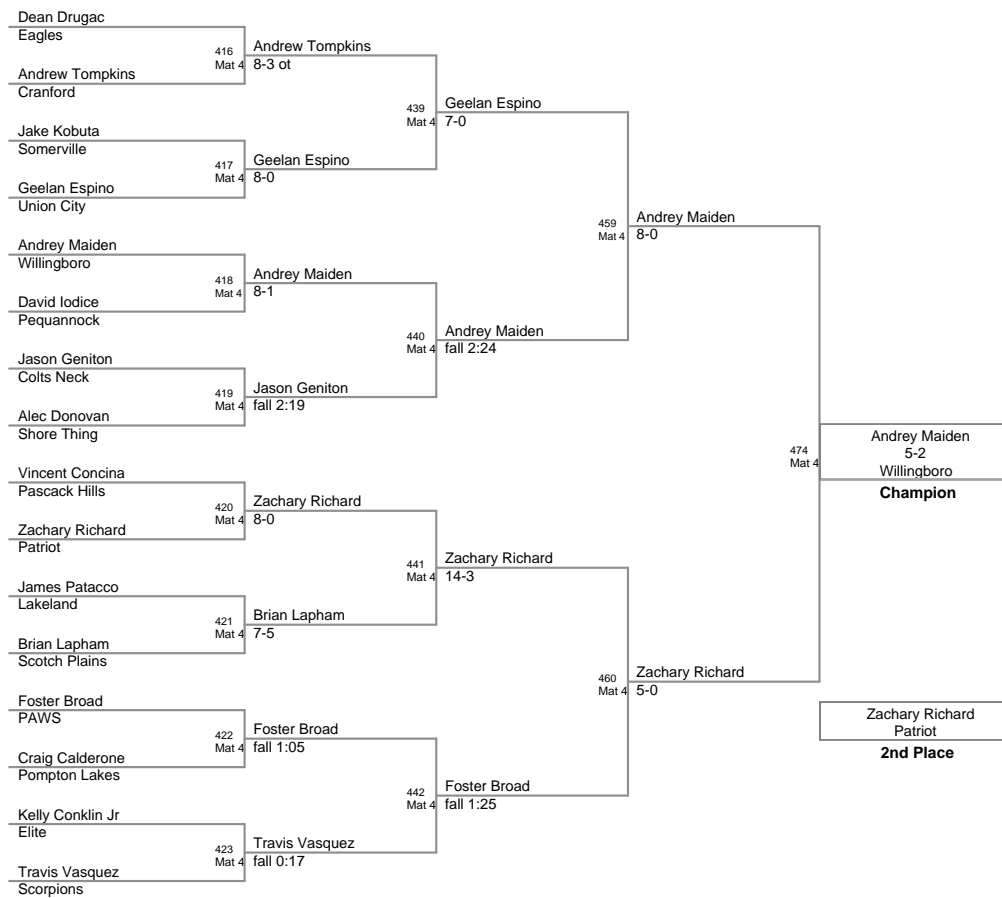 Dean Drugac
Eagles
416
Mat 4
Andrew Tompkins
8-3 ot
Andrew Tompkins
Cranford
439
Mat 4
Geelan Espino
7-0
Jake Kobuta
Somerville
417
Mat 4
Geelan Espino
8-0
Geelan Espino
Union City
459
Mat 4
Andrey Maiden
8-0
Andrey Maiden
Willingboro
418
Mat 4
Andrey Maiden
8-1
David Iodice
Pequannock
440
Mat 4
Andrey Maiden
fall 2:24
Jason Geniton
Colts Neck
419
Mat 4
Jason Geniton
fall 2:19
Alec Donovan
Shore Thing
474
Mat 4
Andrey Maiden
5-2
Willingboro
Champion
Vincent Concina
Pascack Hills
420
Mat 4
Zachary Richard
8-0
Zachary Richard
Patriot
441
Mat 4
Zachary Richard
14-3
James Patacco
Lakeland
421
Mat 4
Brian Lapham
7-5
Brian Lapham
Scotch Plains
460
Mat 4
Zachary Richard
5-0
Zachary Richard
Patriot
2nd Place
Foster Broad
PAWS
422
Mat 4
Foster Broad
fall 1:05
Craig Calderone
Pompton Lakes
442
Mat 4
Foster Broad
fall 1:25
Kelly Conklin Jr
Elite
423
Mat 4
Travis Vasquez
fall 0:17
Travis Vasquez
Scorpions